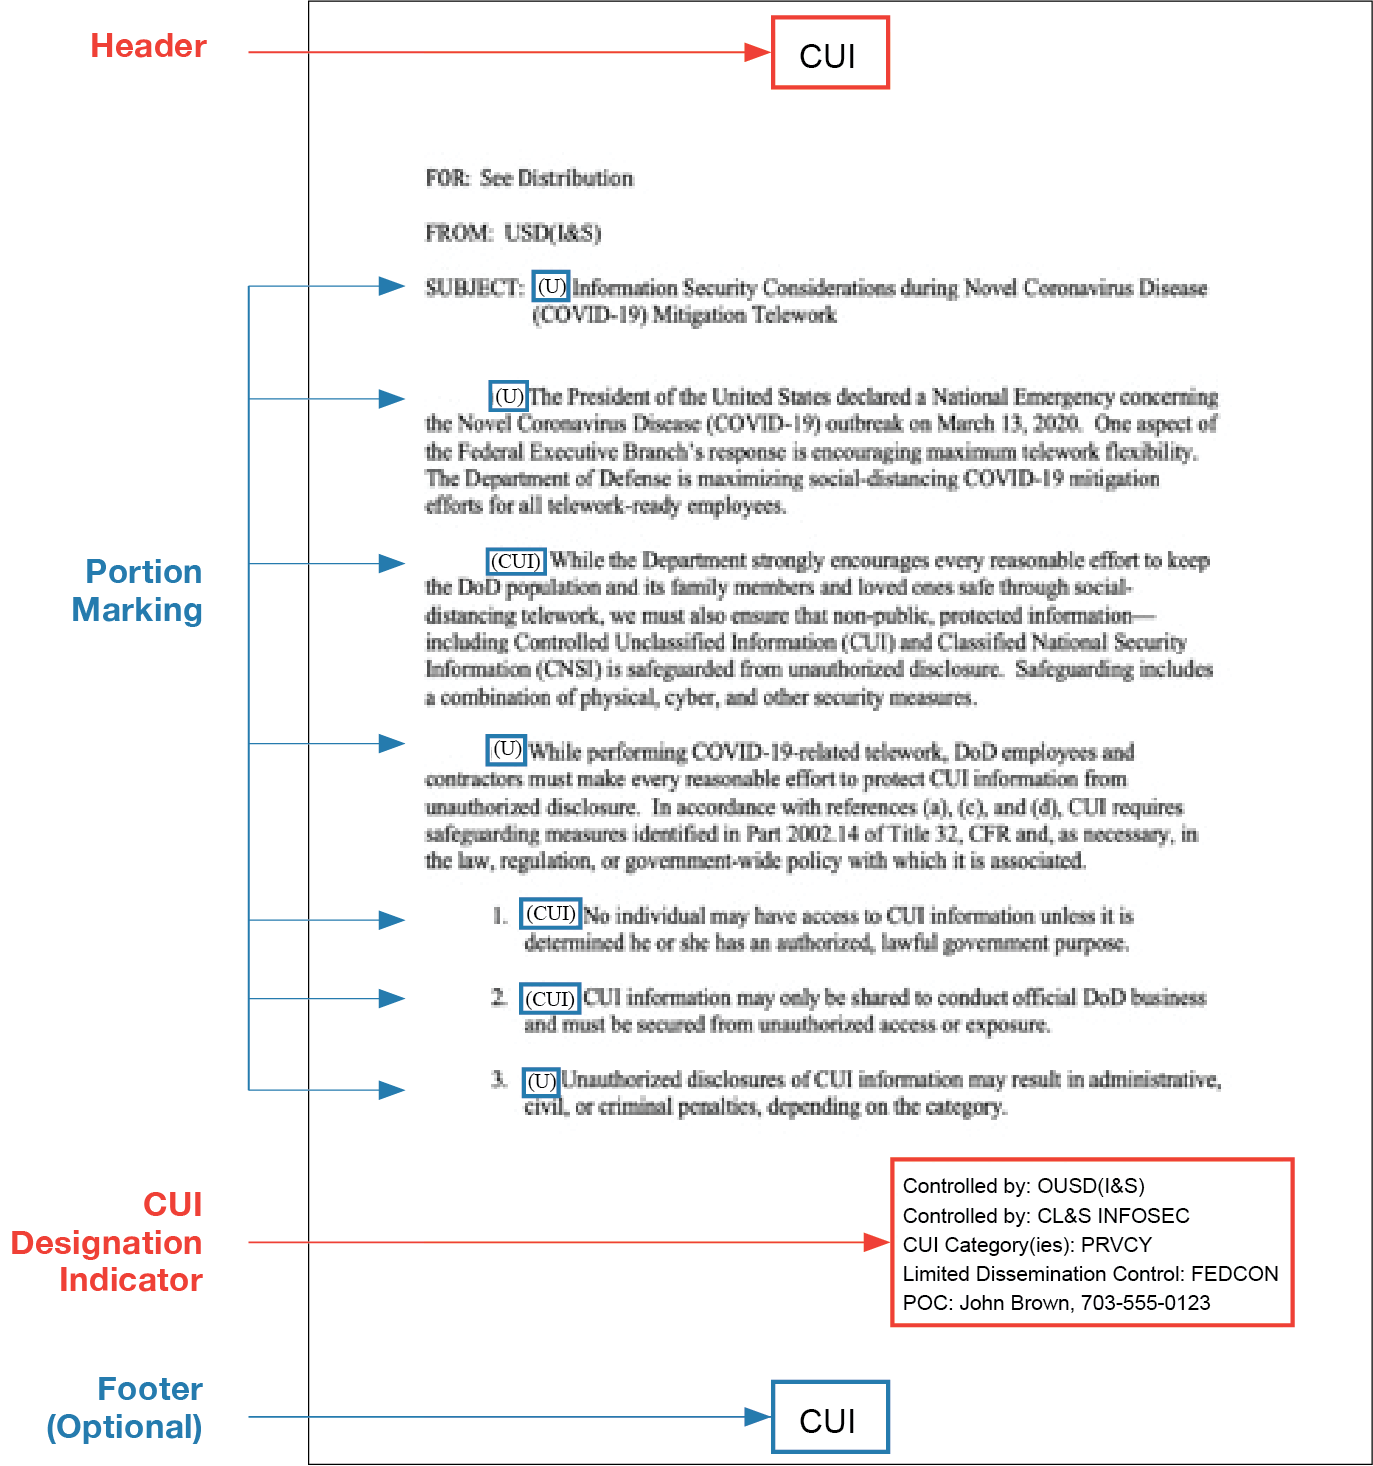 Header
CUI
FOR: See Distribution
FROM: USD(I&S)
SUBJECT: (U) Information Security Considerations during Novel Coronavirus Disease
(COVID-19) Mitigation Telework
(U) The President of the United States declared a National Emergency concerning
the Novel Coronavirus Disease (COVID-19) outbreak on March 13, 2020. One aspect of
the Federal Executive Branch's response is encouraging maximum telework flexibility.
The Department of Defense is maximizing social-distancing COVID-19 mitigation
efforts for all telework-ready employees.
Portion
Marking
(CUI) While the Department strongly encourages every reasonable effort to keep
the DoD population and its family members and loved ones safe through social-
distancing telework, we must also ensure that non-public, protected information—
including Controlled Unclassified Information (CUI) and Classified National Security
Information (CNSI) is safeguarded from unauthorized disclosure. Safeguarding includes
a combination of physical, cyber, and other security measures.
(U) While performing COVID-19-related telework, DoD employees and
contractors must make every reasonable effort to protect CUI information from
unauthorized disclosure. In accordance with references (a), (c), and (d), CUI requires
safeguarding measures identified in Part 2002.14 of Title 32, CFR and, as necessary, in
the law, regulation, or government-wide policy with which it is associated.
1. (CUI) No individual may have access to CUI information unless it is
determined he or she has an authorized, lawful government purpose.
2. (CUI) CUI information may only be shared to conduct official DoD business
and must be secured from unauthorized access or exposure.
3. (U) Unauthorized disclosures of CUI information may result in administrative,
civil, or criminal penalties, depending on the category.
CUI
Designation
Indicator
Controlled by: OUSD(I&S)
Controlled by: CL&S INFOSEC
CUI Category(ies): PRVCY
Limited Dissemination Control: FEDCON
POC: John Brown, 703-555-0123
Footer
(Optional)
CUI